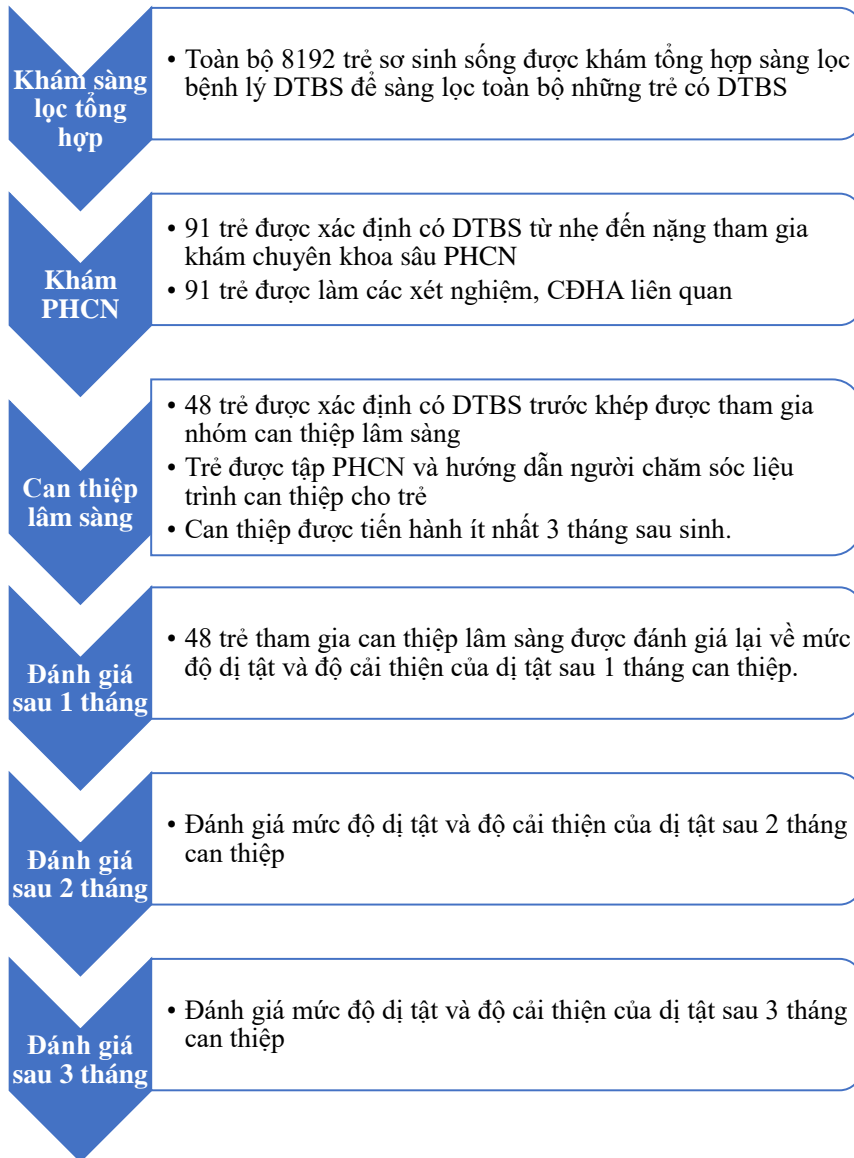 Khám sàng
lọc tổng
hợp
• Toàn bộ 8192 trẻ sơ sinh sống được khám tổng hợp sàng lọc
bệnh lý DTBS để sàng lọc toàn bộ những trẻ có DTBS
Khám
PHCN
• 91 trẻ được xác định có DTBS từ nhẹ đến nặng tham gia
khám chuyên khoa sâu PHCN
• 91 trẻ được làm các xét nghiệm, CĐHA liên quan
Can thiệp
lâm sàng
• 48 trẻ được xác định có DTBS trước khép được tham gia
nhóm can thiệp lâm sàng
• Trẻ được tập PHCN và hướng dẫn người chăm sóc liệu
trình can thiệp cho trẻ
• Can thiệp được tiến hành ít nhất 3 tháng sau sinh.
Đánh giá
sau 1 tháng
• 48 trẻ tham gia can thiệp lâm sàng được đánh giá lại về mức
độ dị tật và độ cải thiện của dị tật sau 1 tháng can thiệp.
Đánh giá
sau 2 tháng
• Đánh giá mức độ dị tật và độ cải thiện của dị tật sau 2 tháng
can thiệp
Đánh giá
sau 3 tháng
• Đánh giá mức độ dị tật và độ cải thiện của dị tật sau 3 tháng
can thiệp